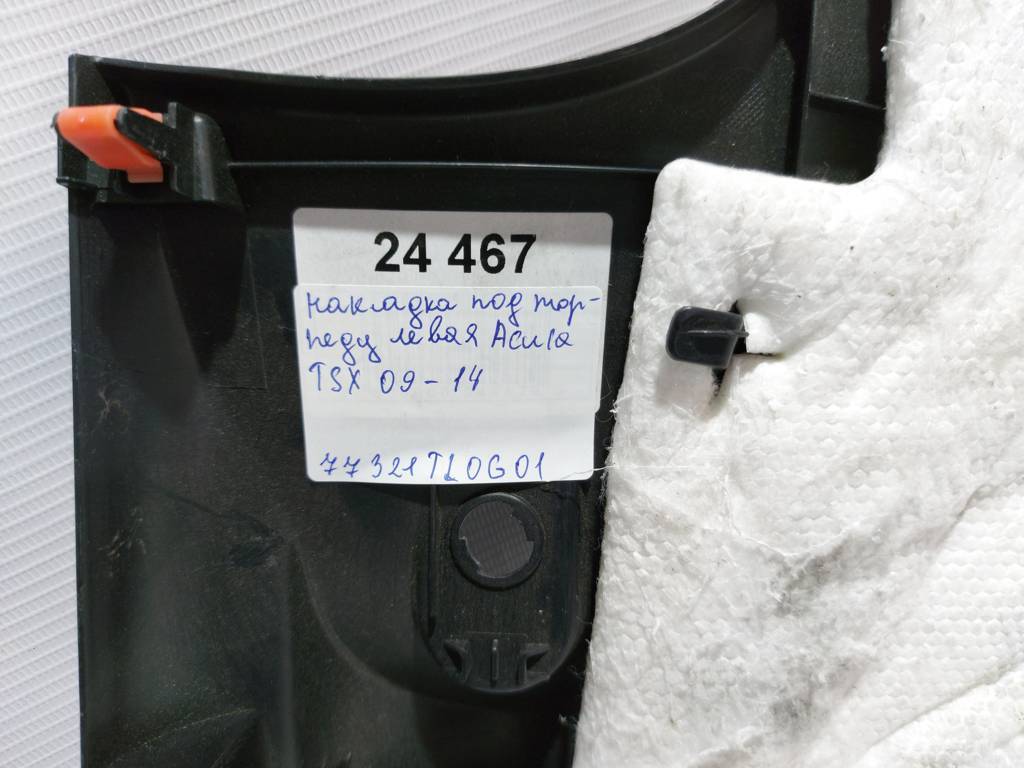 24 467
накладка под тор-
педу левая Acura
TSX 09-14
77321TL0G01